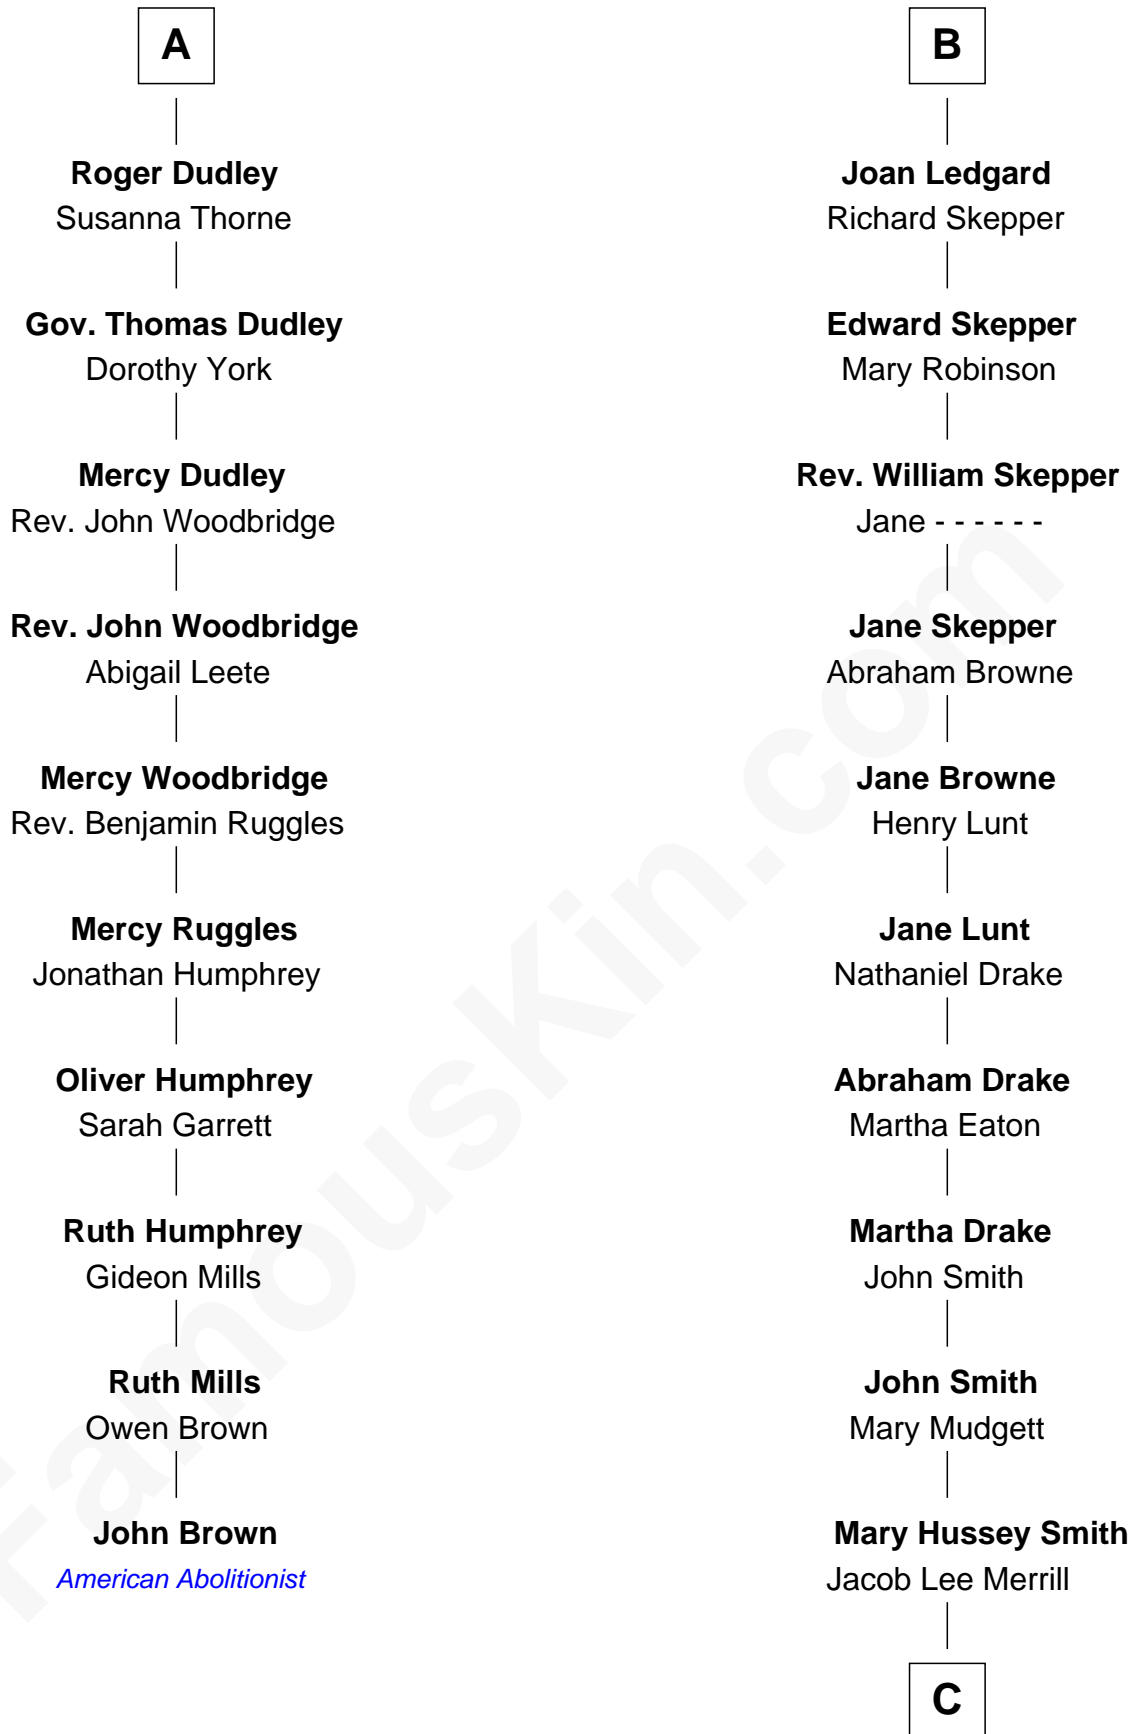 A
Roger Dudley
Susanna Thorne
Gov. Thomas Dudley
Dorothy York
Mercy Dudley
Rev. John Woodbridge
Rev. John Woodbridge
Abigail Leete
Mercy Woodbridge
Rev. Benjamin Ruggles
Mercy Ruggles
Jonathan Humphrey
Oliver Humphrey
Sarah Garrett
Ruth Humphrey
Gideon Mills
Ruth Mills
Owen Brown
John Brown
American Abolitionist
B
Joan Ledgard
Richard Skepper
Edward Skepper
Mary Robinson
Rev. William Skepper
Jane - - - - - -
Jane Skepper
Abraham Browne
Jane Browne
Henry Lunt
Jane Lunt
Nathaniel Drake
Abraham Drake
Martha Eaton
Martha Drake
John Smith
John Smith
Mary Mudgett
Mary Hussey Smith
Jacob Lee Merrill
C
FamousKin.com